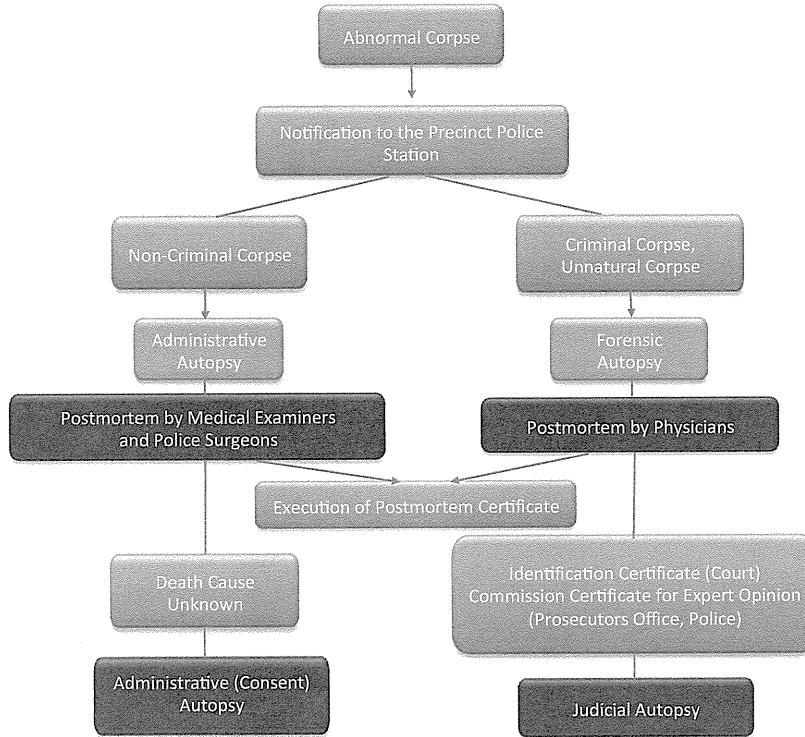 Abnormal Corpse
Notification to the Precinct Police
Station
Non-Criminal Corpse
Criminal Corpse,
Unnatural Corpse
Administrative
Autopsy
Forensic
Autopsy
Postmortem by Medical Examiners
and Police Surgeons
Postmortem by Physicians
Execution of Postmortem Certificate
Death Cause
Unknown
Identification Certificate (Court)
Commission Certificate for Expert Opinion
(Prosecutors Office, Police)
Administrative (Consent)
Autopsy
Judicial Autopsy